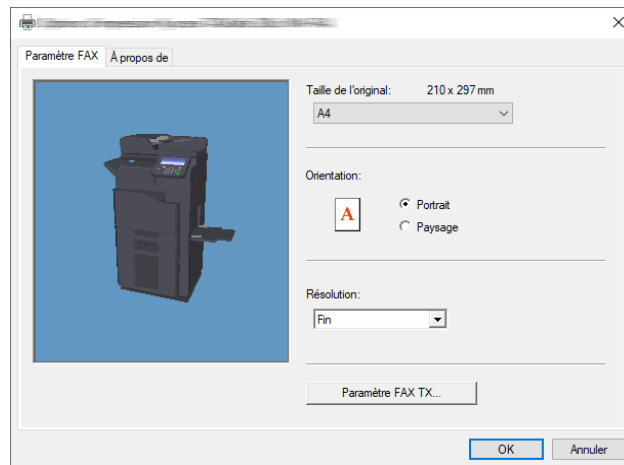 Paramètre FAX
À propos de
Taille de l'original: 210 x 297 mm
A4
Orientation:
A
Portrait
Paysage
Résolution:
Fin
Paramètre FAX TX...
OK
Annuler